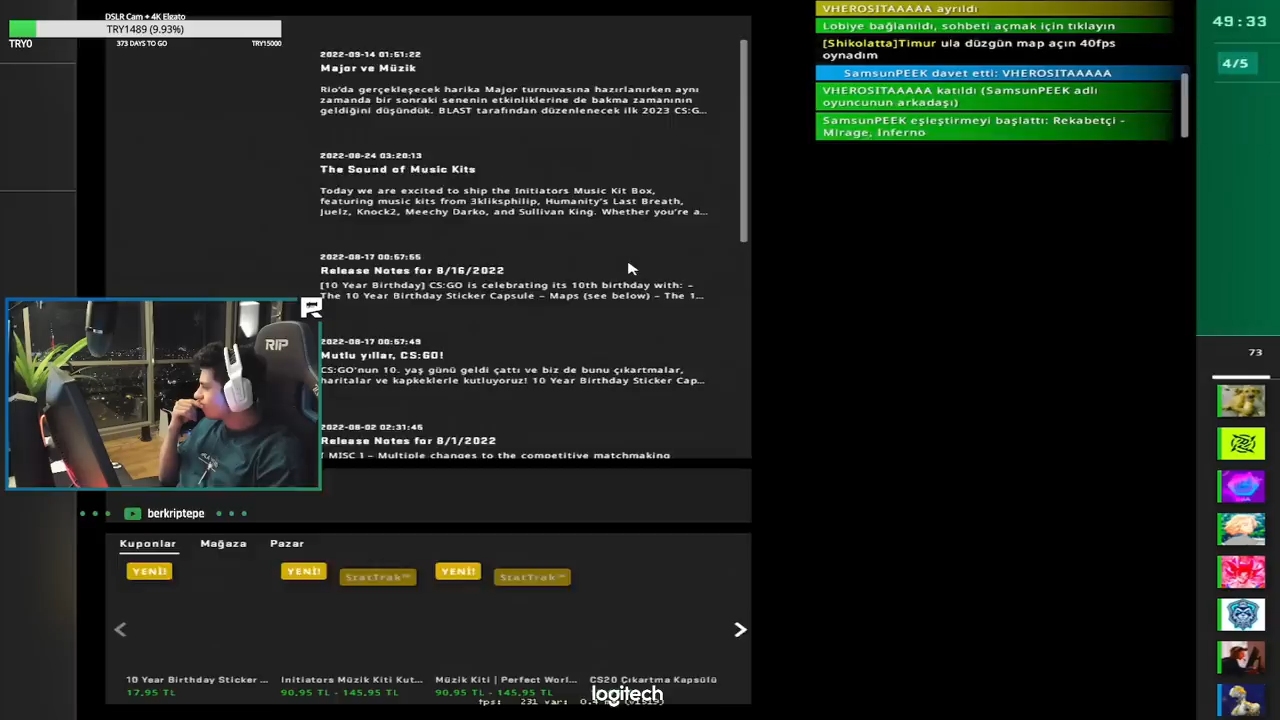 DSLR Cam + 4K Elgato
TRY1489 (9.93%)
TRY0
373 DAYS TO GO
TRY15000
2022-09-14 01:51:22
Major ve Müzik
Rio'da gerçekleşecek harika Major turnuvasına hazırlanırken aynı
zamanda bir sonraki senenin etkinliklerine de bakma zamanının
geldiğini düşündük. BLAST tarafından düzenlenecek ilk 2023 CS:G...
2022-08-24 03:20:13
The Sound of Music Kits
Today we are excited to ship the Initiators Music Kit Box,
featuring music kits from 3kliksphilip, Humanity's Last Breath,
Juelz, Knock2, Meechy Darko, and Sullivan King. Whether you're a...
2022-08-17 00:57:55
Release Notes for 8/16/2022
[10 Year Birthday] CS:GO is celebrating its 10th birthday with: –
The 10 Year Birthday Sticker Capsule – Maps (see below) – The 1...
2022-08-17 00:57:49
Mutlu yıllar, CS:GO!
CS:GO'nun 10. yaş günü geldi çattı ve biz de bunu çıkartmalar,
haritalar ve kapkeklerle kutluyoruz! 10 Year Birthday Sticker Cap...
2022-08-02 02:31:45
Release Notes for 8/1/2022
[ MISC ] – Multiple changes to the competitive matchmaking
VHEROSITAAAAA ayrıldı
Lobiye bağlanıldı, sohbeti açmak için tıklayın
[Shikolatta]Timur ula düzgün map açın 40fps
oynadım
SamsunPEEK davet etti: VHEROSITAAAAA
VHEROSITAAAAA katıldı (SamsunPEEK adlı
oyuncunun arkadaşı)
SamsunPEEK eşleştirmeyi başlattı: Rekabetçi -
Mirage, Inferno
49:33
4/5
73
RIP
berkriptepe
Kuponlar Mağaza Pazar
YENİ! YENİ! StatTrak™ YENİ! StatTrak™
10 Year Birthday Sticker ... Initiators Müzik Kiti Kut... Müzik Kiti | Perfect Worl... CS20 Çıkartma Kapsülü
17,95 TL 90,95 TL - 145,95 TL 90,95 TL - 145,95 TL
logitech
fps: 231 var: